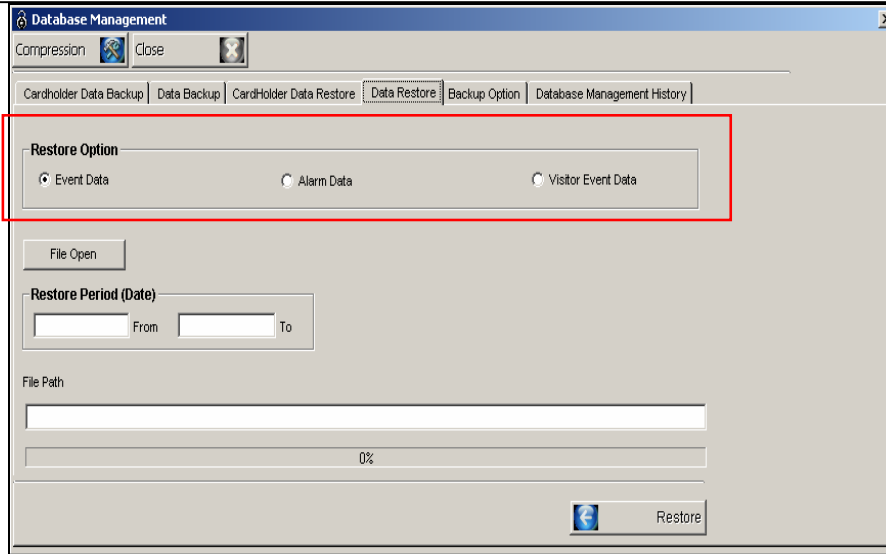 Database Management
Compression Close
Cardholder Data Backup Data Backup CardHolder Data Restore Data Restore Backup Option Database Management History
Restore Option
Event Data Alarm Data Visitor Event Data
File Open
Restore Period (Date)
From To
File Path
0%
Restore